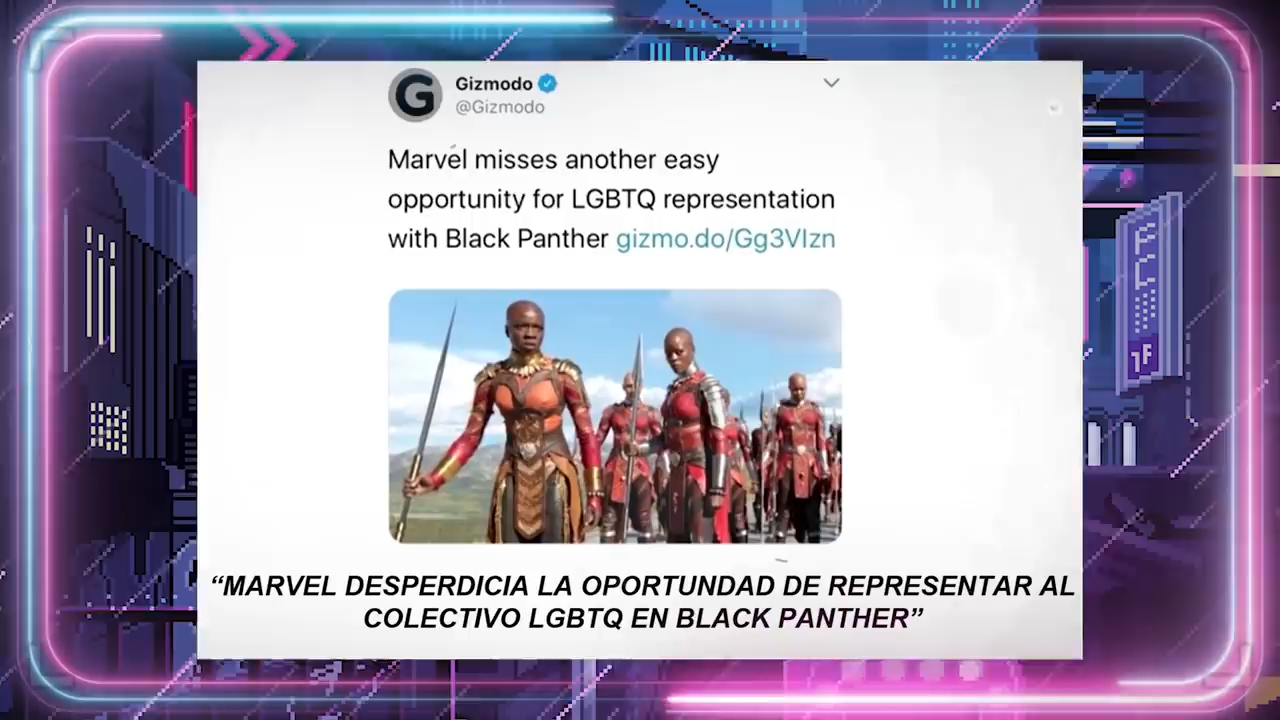 Gizmodo
@Gizmodo
Marvel misses another easy
opportunity for LGBTQ representation
with Black Panther gizmo.do/Gg3VIzn
“MARVEL DESPERDICIA LA OPORTUNDAD DE REPRESENTAR AL
COLECTIVO LGBTQ EN BLACK PANTHER”